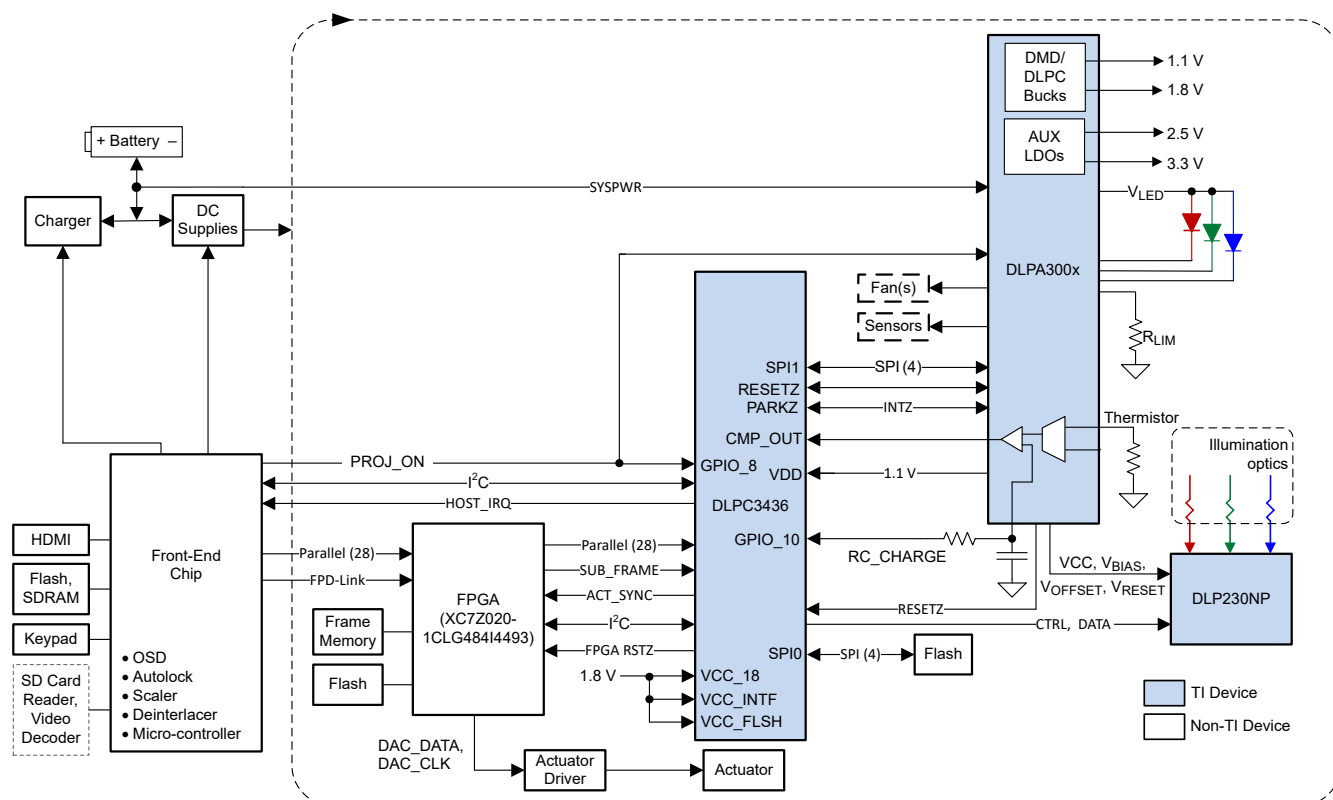 DMD/
DLPC
Bucks
1.1 V
1.8 V
AUX
LDOs
2.5 V
3.3 V
+ Battery –
SYSPWR
V_LED
Charger
DC
Supplies
DLPA300x
Fan(s)
Sensors
R_LIM
SPI1
SPI (4)
RESETZ
PARKZ
INTZ
CMP_OUT
Thermistor
Illumination
optics
PROJ_ON
GPIO_8
VDD
1.1 V
I²C
HOST_IRQ
DLPC3436
HDMI
Flash,
SDRAM
Keypad
SD Card
Reader,
Video
Decoder
Front-End
Chip
• OSD
• Autolock
• Scaler
• Deinterlacer
• Micro-controller
Parallel (28)
FPD-Link
FPGA
(XC7Z020-
1CLG484I4493)
Frame
Memory
Flash
Parallel (28)
SUB_FRAME
ACT_SYNC
I²C
FPGA RSTZ
GPIO_10
RC_CHARGE
VCC, V_BIAS,
V_OFFSET, V_RESET
DLP230NP
RESETZ
CTRL, DATA
SPI0
SPI (4)
Flash
1.8 V
VCC_18
VCC_INTF
VCC_FLSH
TI Device
Non-TI Device
DAC_DATA,
DAC_CLK
Actuator
Driver
Actuator